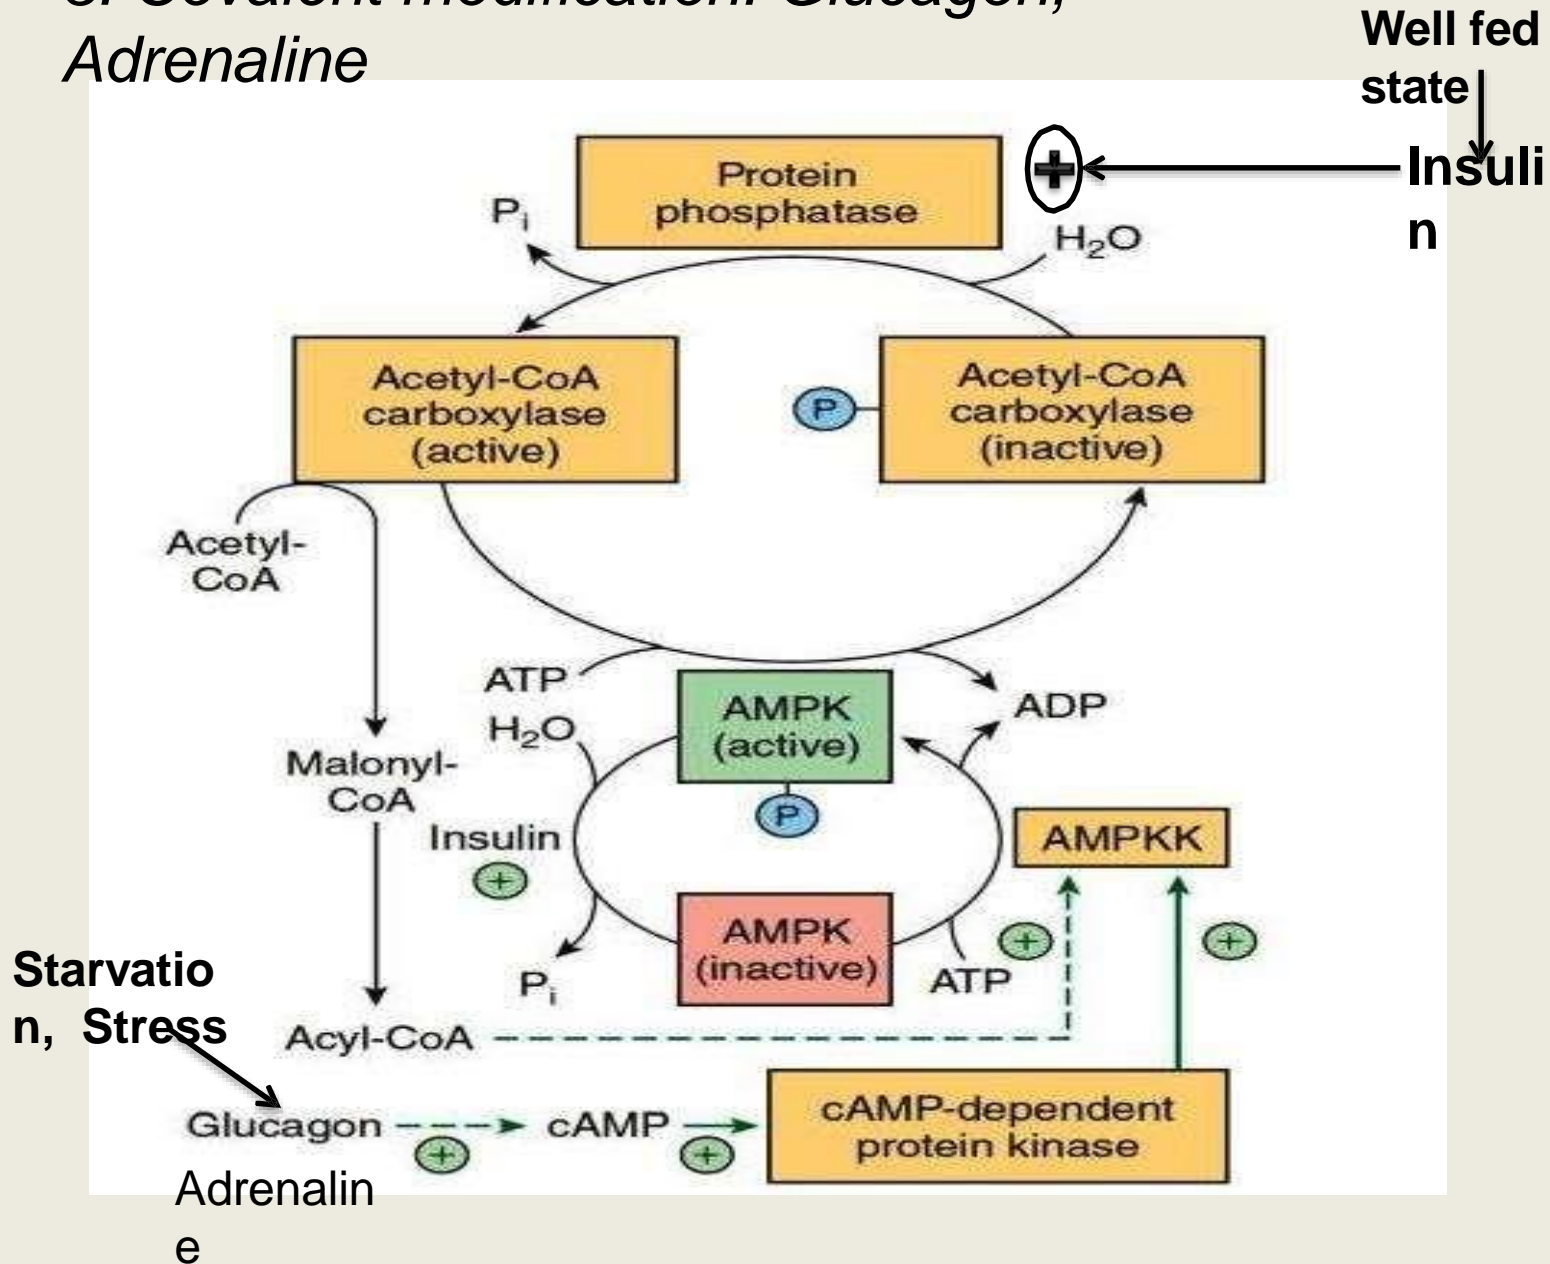 Adrenaline
Well fed
state
Insuli
n
Protein
phosphatase
Pi
H2O
Acetyl-CoA
carboxylase
(active)
P
Acetyl-CoA
carboxylase
(inactive)
Acetyl-
CoA
ATP
ADP
H2O
AMPK
(active)
P
Malonyl-
CoA
Insulin
+
AMPKK
AMPK
(inactive)
Pi
ATP
+
+
Starvatio
n, Stress
Acyl-CoA
Glucagon
+
cAMP
+
cAMP-dependent
protein kinase
Adrenalin
e